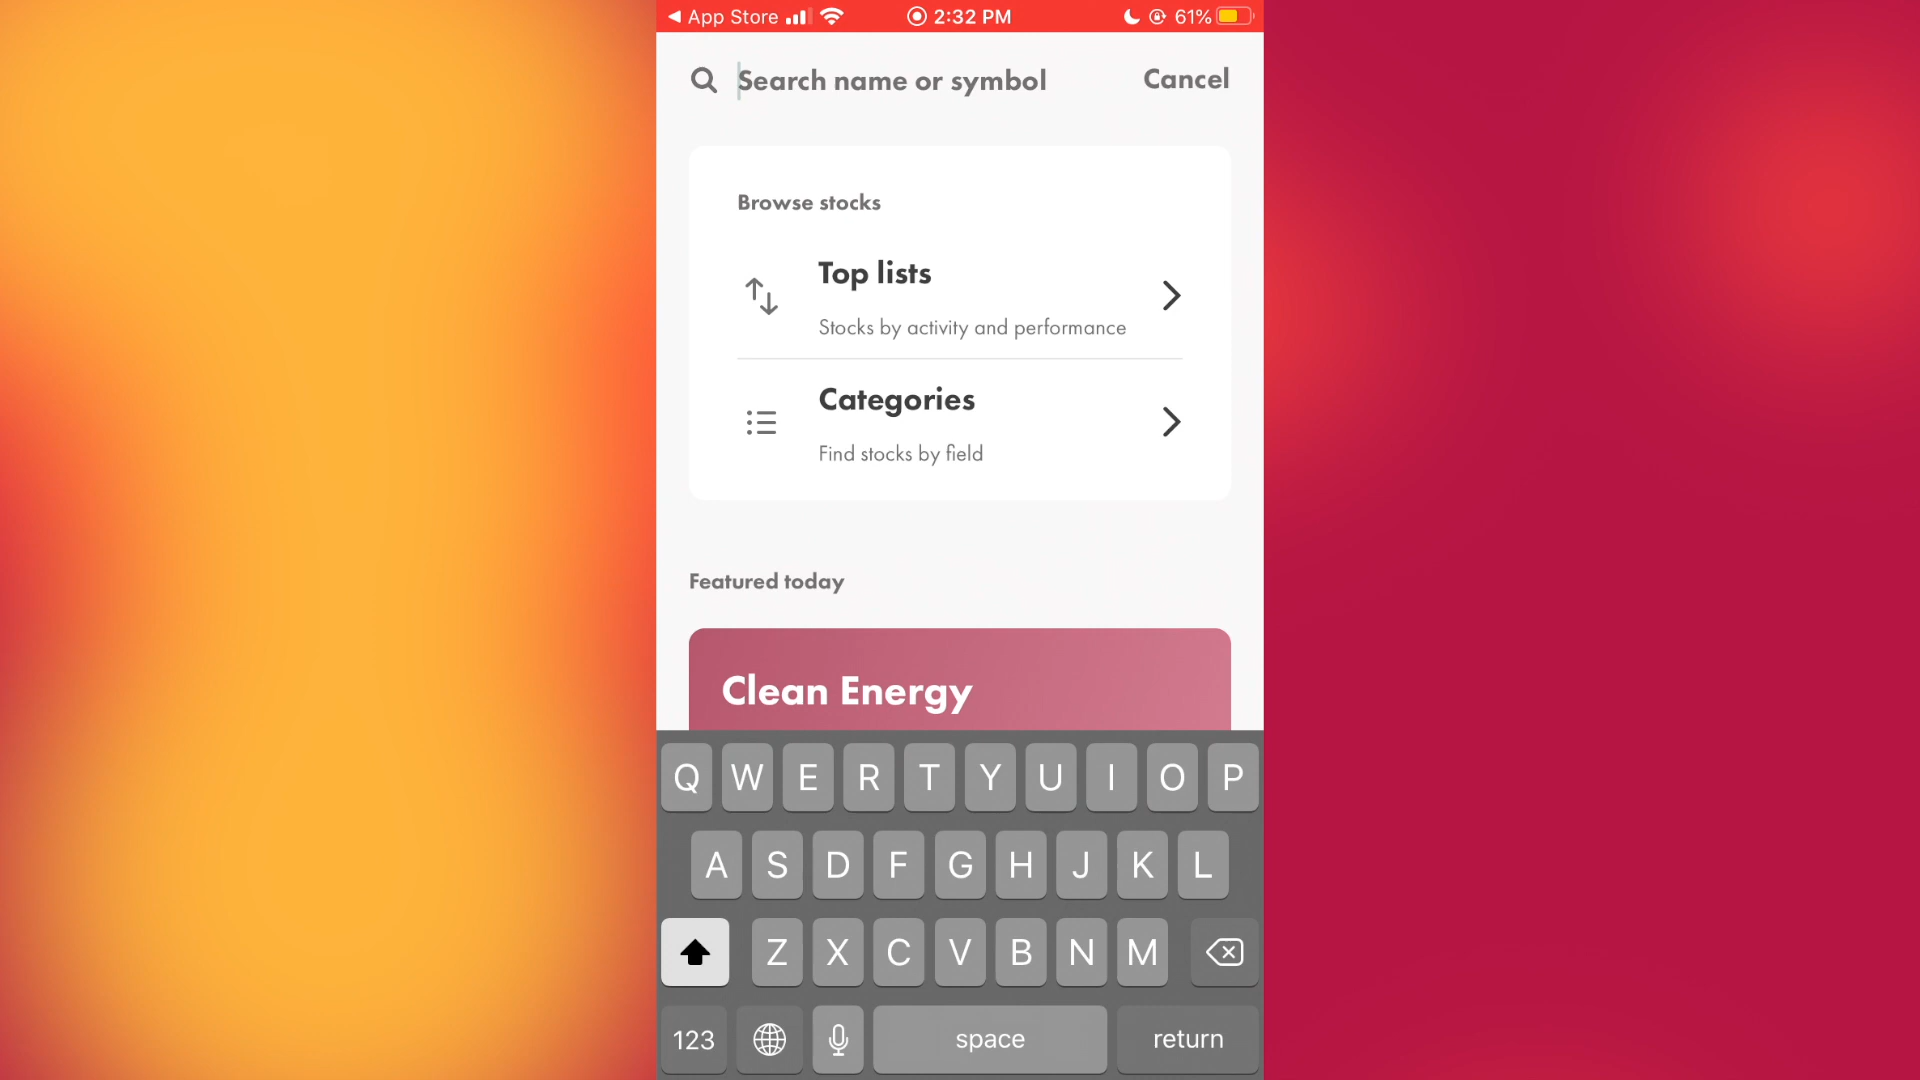 App Store 2:32 PM 61%
Search name or symbol Cancel
Browse stocks
Top lists
Stocks by activity and performance
Categories
Find stocks by field
Featured today
Clean Energy
Q W E R T Y U I O P
A S D F G H J K L
Z X C V B N M
123 space return